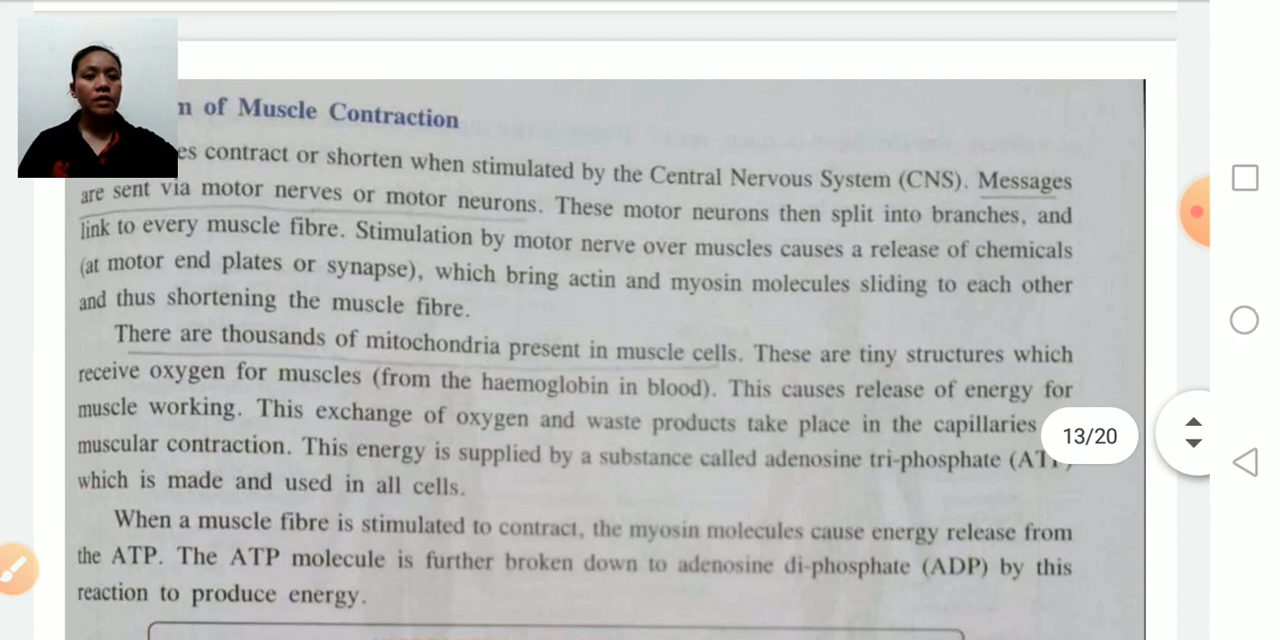 n of Muscle Contraction
es contract or shorten when stimulated by the Central Nervous System (CNS). Messages
are sent via motor nerves or motor neurons. These motor neurons then split into branches, and
link to every muscle fibre. Stimulation by motor nerve over muscles causes a release of chemicals
(at motor end plates or synapse), which bring actin and myosin molecules sliding to each other
and thus shortening the muscle fibre.
There are thousands of mitochondria present in muscle cells. These are tiny structures which
receive oxygen for muscles (from the haemoglobin in blood). This causes release of energy for
muscle working. This exchange of oxygen and waste products take place in the capillaries
13/20
muscular contraction. This energy is supplied by a substance called adenosine tri-phosphate
which is made and used in all cells.
When a muscle fibre is stimulated to contract, the myosin molecules cause energy release from
the ATP. The ATP molecule is further broken down to adenosine di-phosphate (ADP) by this
reaction to produce energy.